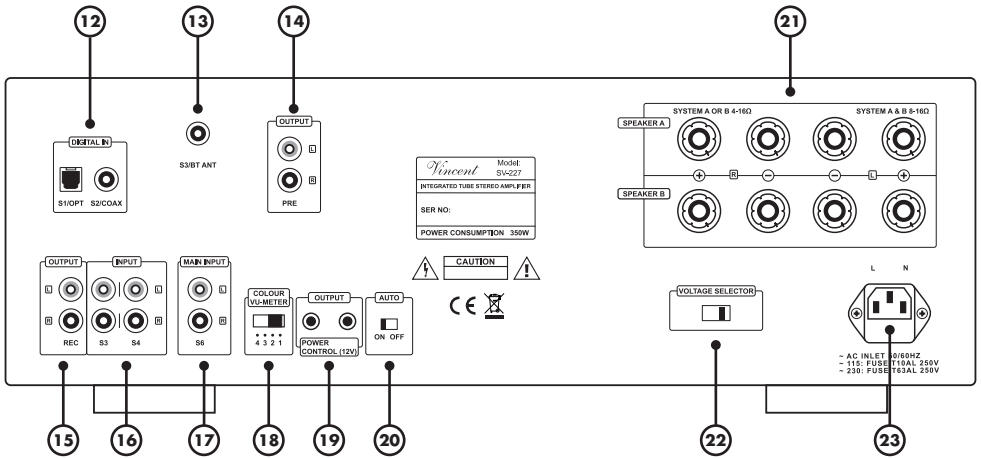 12
13
14
21
DIGITAL IN
S1/OPT S2/COAX
S3/BT ANT
OUTPUT
L
R
PRE
Vincent Model:
SV-227
INTEGRATED TUBE STEREO AMPLIFIER
SER NO:
POWER CONSUMPTION 350W
CAUTION
CE
SYSTEM A OR B 4-16Ω SYSTEM A & B 8-16Ω
SPEAKER A
+ R − − L +
SPEAKER B
OUTPUT
L
R
REC
INPUT
L
R
S3 S4
MAIN INPUT
L
R
S6
COLOUR
VU-METER
4 3 2 1
OUTPUT
POWER
CONTROL (12V)
AUTO
ON OFF
VOLTAGE SELECTOR
L N
~ AC INLET 50/60HZ
~ 115: FUSE T10AL 250V
~ 230: FUSE T63AL 250V
15
16
17
18
19
20
22
23